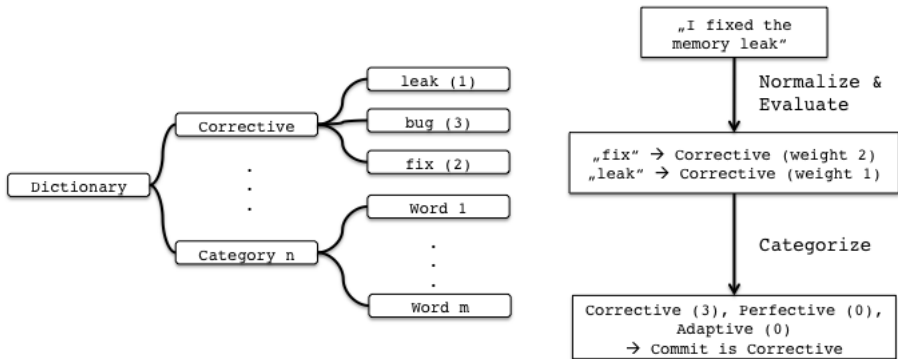 Dictionary
Corrective
.
.
.
Category n
leak (1)
bug (3)
fix (2)
Word 1
.
.
.
Word m
„I fixed the
memory leak“
Normalize &
Evaluate
„fix“ → Corrective (weight 2)
„leak“ → Corrective (weight 1)
Categorize
Corrective (3), Perfective (0),
Adaptive (0)
→ Commit is Corrective